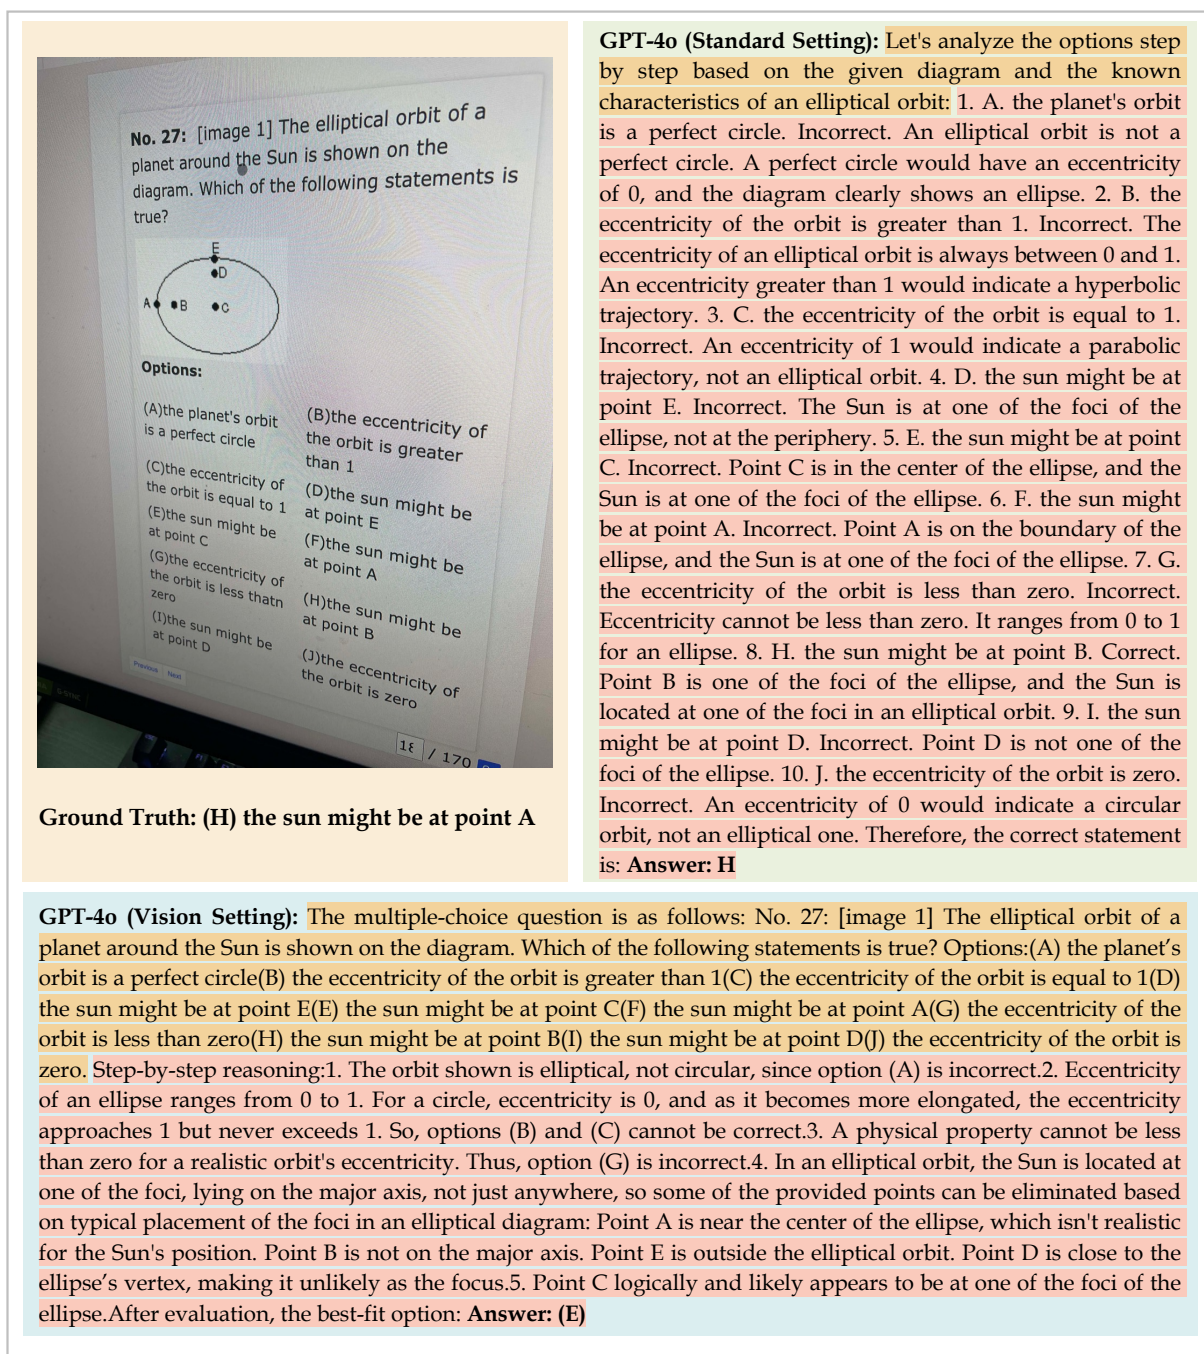 No. 27: [image 1] The elliptical orbit of a
planet around the Sun is shown on the
diagram. Which of the following statements is
true?
E
D
A
B
C
Options:
(A)the planet's orbit
is a perfect circle
(B)the eccentricity of
the orbit is greater
than 1
(C)the eccentricity of
the orbit is equal to 1
(D)the sun might be
at point E
(E)the sun might be
at point C
(F)the sun might be
at point A
(G)the eccentricity of
the orbit is less thatn
zero
(H)the sun might be
at point B
(I)the sun might be
at point D
(J)the eccentricity of
the orbit is zero
Previous Next
G-SYNC
18 / 170
Ground Truth: (H) the sun might be at point A
GPT-4o (Standard Setting): Let's analyze the options step
by step based on the given diagram and the known
characteristics of an elliptical orbit: 1. A. the planet's orbit
is a perfect circle. Incorrect. An elliptical orbit is not a
perfect circle. A perfect circle would have an eccentricity
of 0, and the diagram clearly shows an ellipse. 2. B. the
eccentricity of the orbit is greater than 1. Incorrect. The
eccentricity of an elliptical orbit is always between 0 and 1.
An eccentricity greater than 1 would indicate a hyperbolic
trajectory. 3. C. the eccentricity of the orbit is equal to 1.
Incorrect. An eccentricity of 1 would indicate a parabolic
trajectory, not an elliptical orbit. 4. D. the sun might be at
point E. Incorrect. The Sun is at one of the foci of the
ellipse, not at the periphery. 5. E. the sun might be at point
C. Incorrect. Point C is in the center of the ellipse, and the
Sun is at one of the foci of the ellipse. 6. F. the sun might
be at point A. Incorrect. Point A is on the boundary of the
ellipse, and the Sun is at one of the foci of the ellipse. 7. G.
the eccentricity of the orbit is less than zero. Incorrect.
Eccentricity cannot be less than zero. It ranges from 0 to 1
for an ellipse. 8. H. the sun might be at point B. Correct.
Point B is one of the foci of the ellipse, and the Sun is
located at one of the foci in an elliptical orbit. 9. I. the sun
might be at point D. Incorrect. Point D is not one of the
foci of the ellipse. 10. J. the eccentricity of the orbit is zero.
Incorrect. An eccentricity of 0 would indicate a circular
orbit, not an elliptical one. Therefore, the correct statement
is: Answer: H
GPT-4o (Vision Setting): The multiple-choice question is as follows: No. 27: [image 1] The elliptical orbit of a
planet around the Sun is shown on the diagram. Which of the following statements is true? Options:(A) the planet's
orbit is a perfect circle(B) the eccentricity of the orbit is greater than 1(C) the eccentricity of the orbit is equal to 1(D)
the sun might be at point E(E) the sun might be at point C(F) the sun might be at point A(G) the eccentricity of the
orbit is less than zero(H) the sun might be at point B(I) the sun might be at point D(J) the eccentricity of the orbit is
zero. Step-by-step reasoning:1. The orbit shown is elliptical, not circular, since option (A) is incorrect.2. Eccentricity
of an ellipse ranges from 0 to 1. For a circle, eccentricity is 0, and as it becomes more elongated, the eccentricity
approaches 1 but never exceeds 1. So, options (B) and (C) cannot be correct.3. A physical property cannot be less
than zero for a realistic orbit's eccentricity. Thus, option (G) is incorrect.4. In an elliptical orbit, the Sun is located at
one of the foci, lying on the major axis, not just anywhere, so some of the provided points can be eliminated based
on typical placement of the foci in an elliptical diagram: Point A is near the center of the ellipse, which isn't realistic
for the Sun's position. Point B is not on the major axis. Point E is outside the elliptical orbit. Point D is close to the
ellipse's vertex, making it unlikely as the focus.5. Point C logically and likely appears to be at one of the foci of the
ellipse.After evaluation, the best-fit option: Answer: (E)